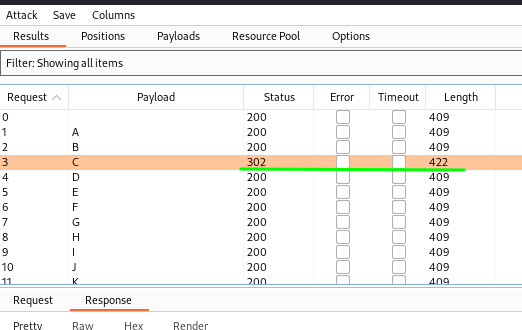 Attack Save Columns
Results Positions Payloads Resource Pool Options
Filter: Showing all items
Request Payload Status Error Timeout Length
0 200 409
1 A 200 409
2 B 200 409
3 C 302 422
4 D 200 409
5 E 200 409
6 F 200 409
7 G 200 409
8 H 200 409
9 I 200 409
10 J 200 409
11 K 200 409
Request Response
Pretty Raw Hex Render